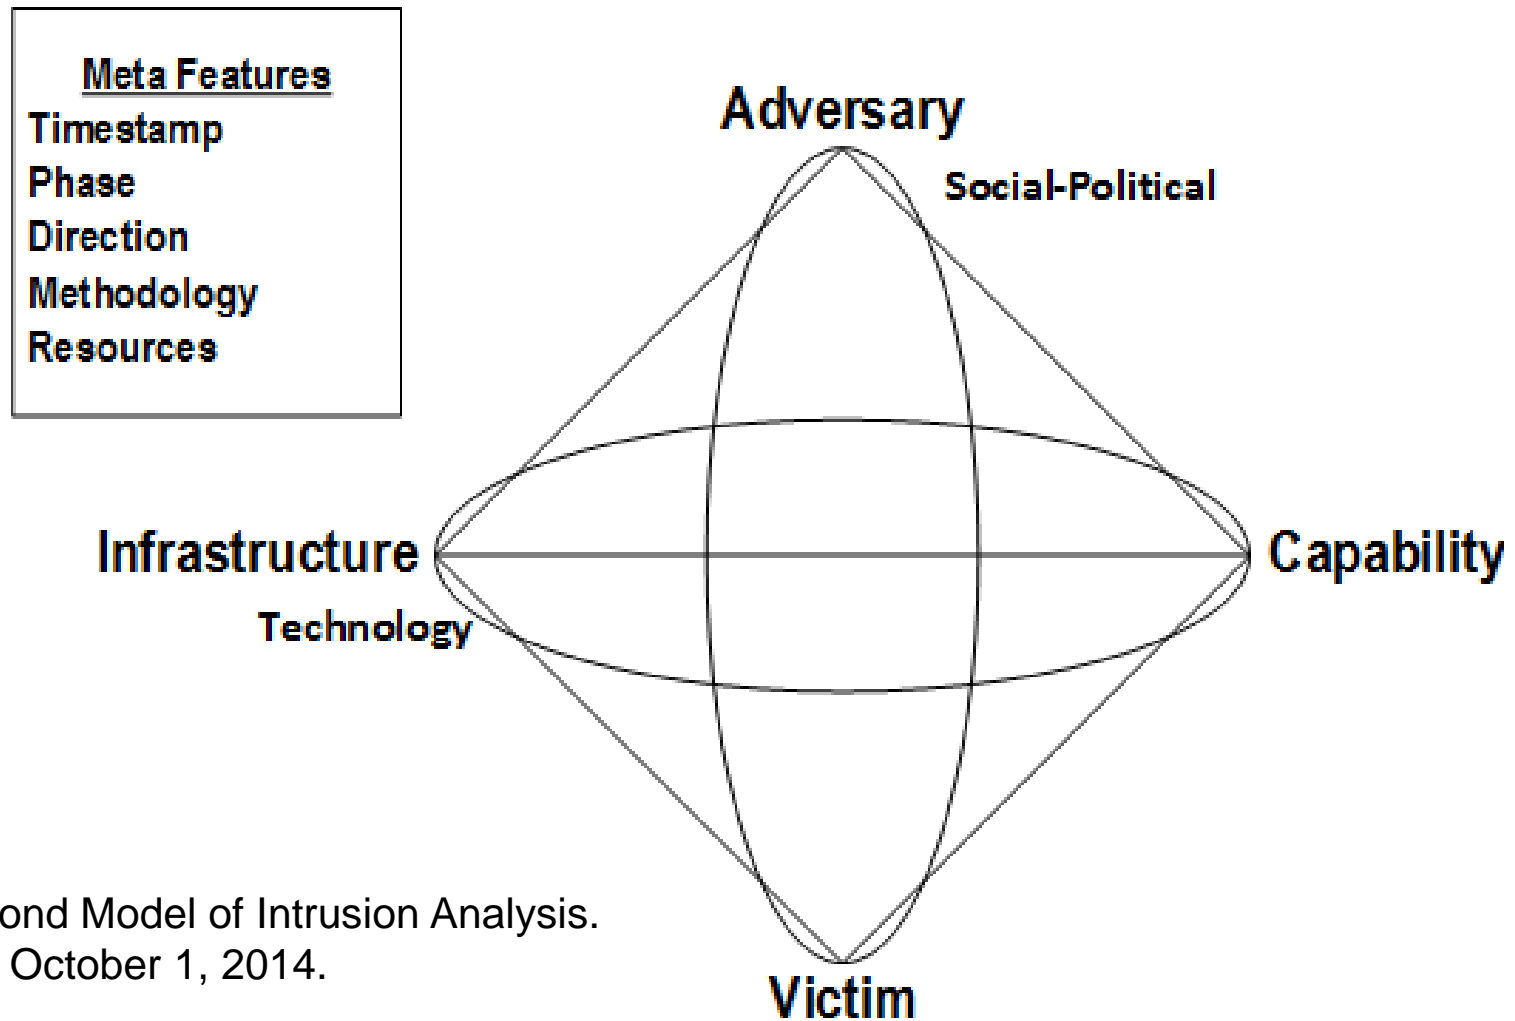 Meta Features
Timestamp
Phase
Direction
Methodology
Resources
Adversary
Social-Political
Infrastructure
Capability
Technology
ond Model of Intrusion Analysis.
October 1, 2014.
Victim